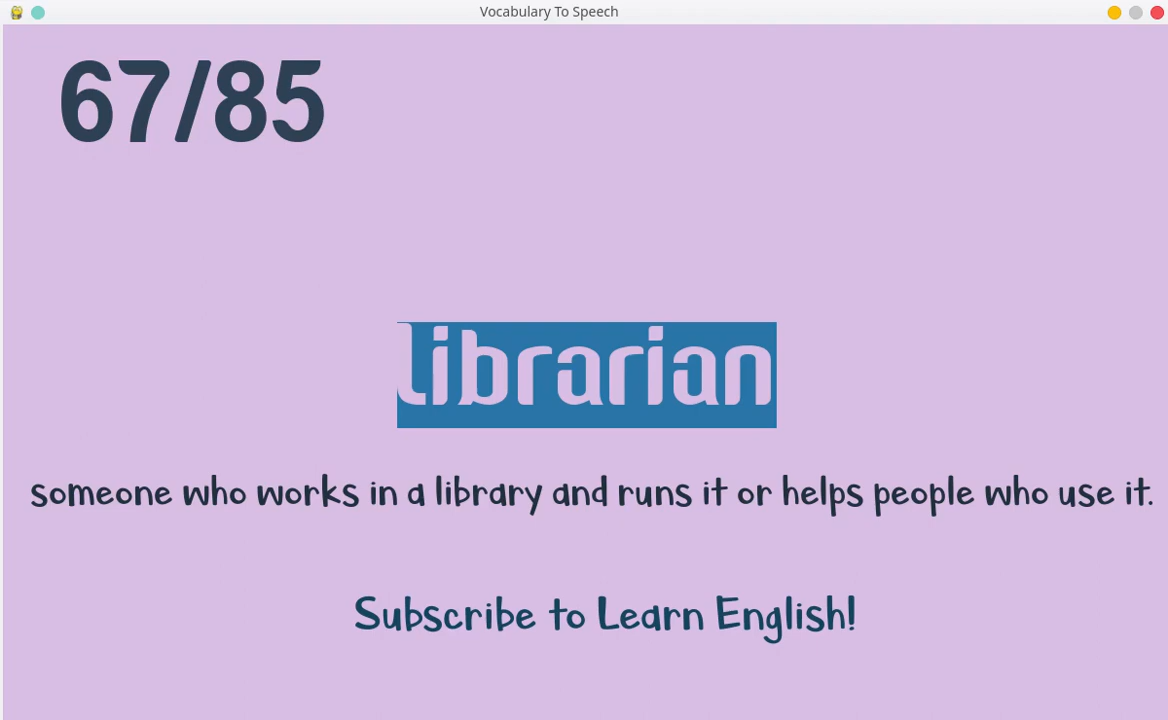 Vocabulary To Speech
67/85
Librarian
someone who works in a library and runs it or helps people who use it.
Subscribe to Learn English!